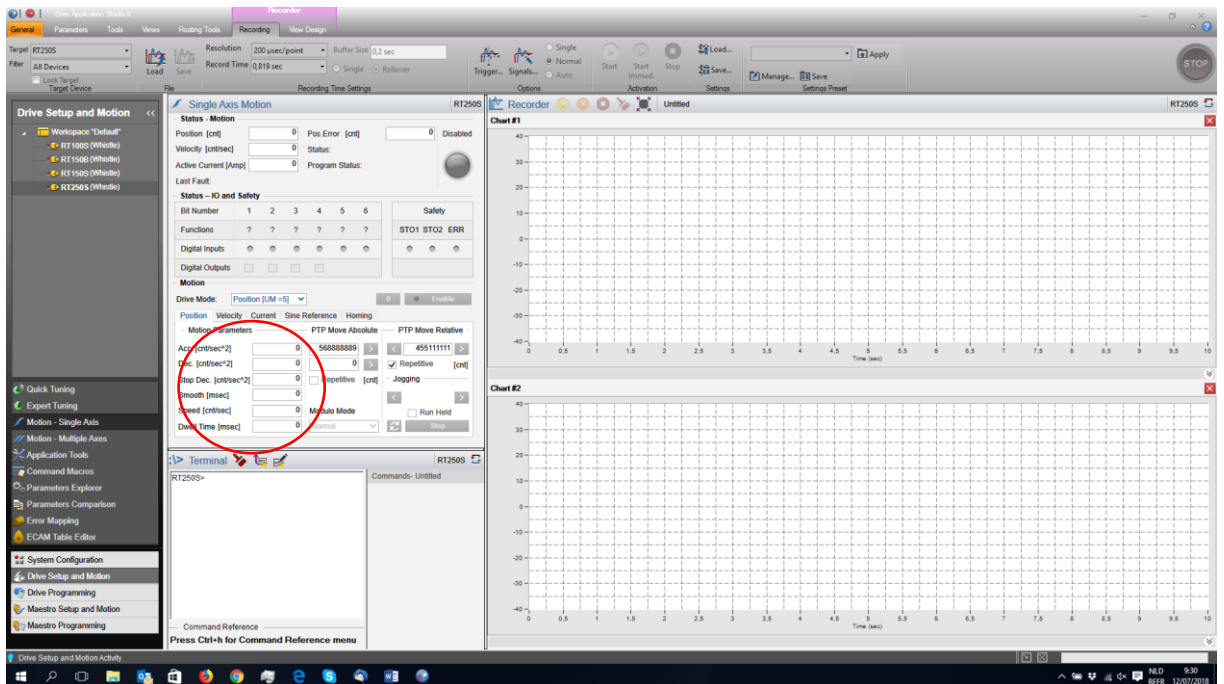 Elmo Application Studio II
Recorder
General Parameters Tools Views Routing Tools Recording View Design
Target RT250S
Filter All Devices
Lock Target
Target Device
Load Save
File
Resolution 200 µsec/point Buffer Size 0,2 sec
Record Time 0,819 sec Single Rollover
Recording Time Settings
Trigger... Signals...
Single
Normal
Auto
Options
Start Start Immed. Stop
Activation
Load...
Save...
Settings
Apply
Manage... Save
Settings Preset
STOP
Drive Setup and Motion <<
Workspace "Default"
RT100S (Whistle)
RT150B (Whistle)
RT150S (Whistle)
RT250S (Whistle)
Quick Tuning
Expert Tuning
Motion - Single Axis
Motion - Multiple Axes
Application Tools
Command Macros
Parameters Explorer
Parameters Comparison
Error Mapping
ECAM Table Editor
System Configuration
Drive Setup and Motion
Drive Programming
Maestro Setup and Motion
Maestro Programming
Single Axis Motion RT250S
Status - Motion
Position [cnt] 0 Pos.Error [cnt] 0 Disabled
Velocity [cnt/sec] 0 Status:
Active Current [Amp] 0 Program Status:
Last Fault:
Status – IO and Safety
Bit Number 1 2 3 4 5 6 Safety
Functions ? ? ? ? ? ? STO1 STO2 ERR
Digital Inputs
Digital Outputs
Motion
Drive Mode: Position [UM =5] 0 Enable
Position Velocity Current Sine Reference Homing
Motion Parameters PTP Move Absolute PTP Move Relative
Acc. [cnt/sec^2] 0 568888889 > < 455111111 >
Dec. [cnt/sec^2] 0 0 > Repetitive [cnt]
Stop Dec. [cnt/sec^2] 0 Repetitive [cnt] Jogging
Smooth [msec] 0 < >
Speed [cnt/sec] 0 Modulo Mode Run Held
Dwell Time [msec] 0 Normal Stop
Terminal RT250S
RT250S>
Commands- Untitled
Command Reference
Press Ctrl+h for Command Reference menu
Recorder Untitled RT250S
Chart #1
40
30
20
10
0
-10
-20
-30
-40
0 0,5 1 1,5 2 2,5 3 3,5 4 4,5 5 5,5 6 6,5 7 7,5 8 8,5 9 9,5 10
Time (sec)
Chart #2
40
30
20
10
0
-10
-20
-30
-40
0 0,5 1 1,5 2 2,5 3 3,5 4 4,5 5 5,5 6 6,5 7 7,5 8 8,5 9 9,5 10
Time (sec)
Drive Setup and Motion Activity
NLD 9:30
BEFR 12/07/2018